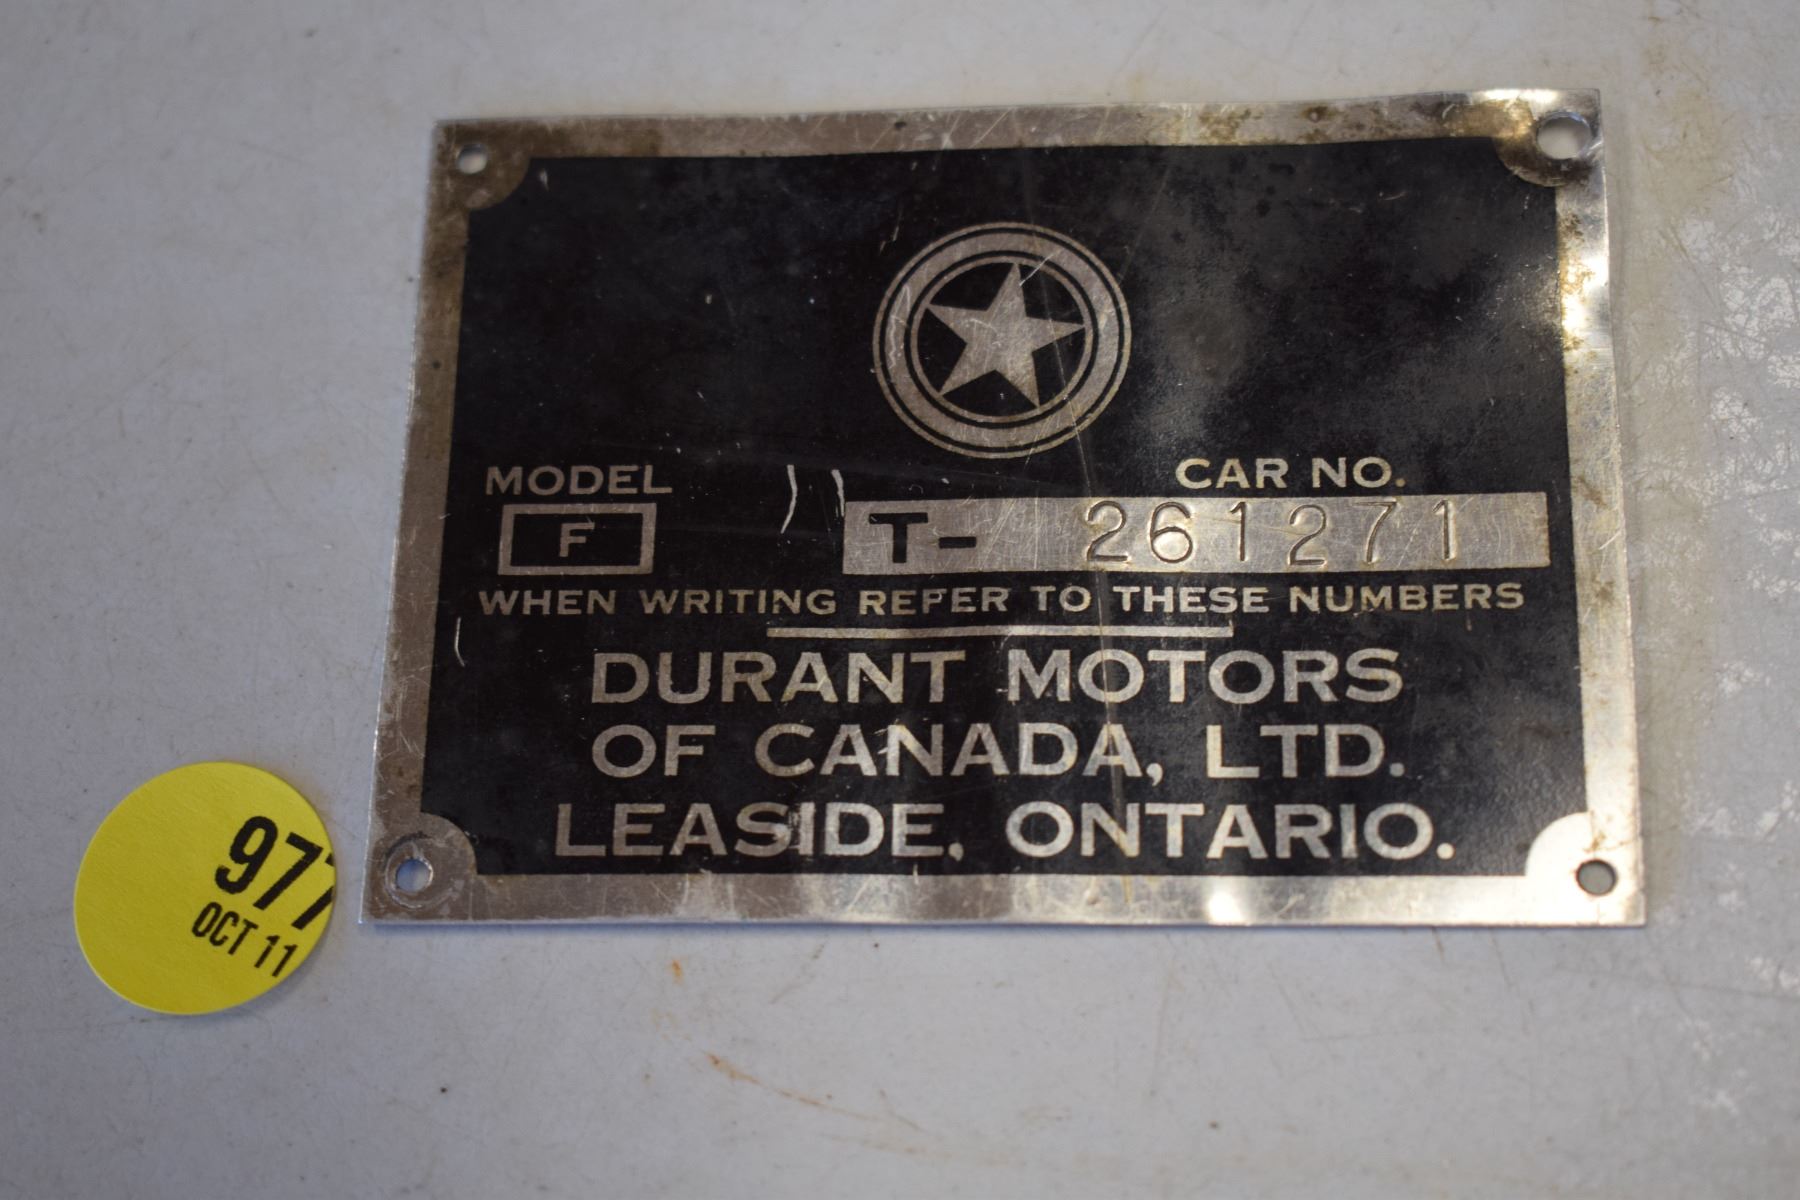 MODEL
CAR NO.
F
T- 261271
WHEN WRITING REFER TO THESE NUMBERS
DURANT MOTORS
OF CANADA, LTD.
LEASIDE, ONTARIO.
977
OCT 11